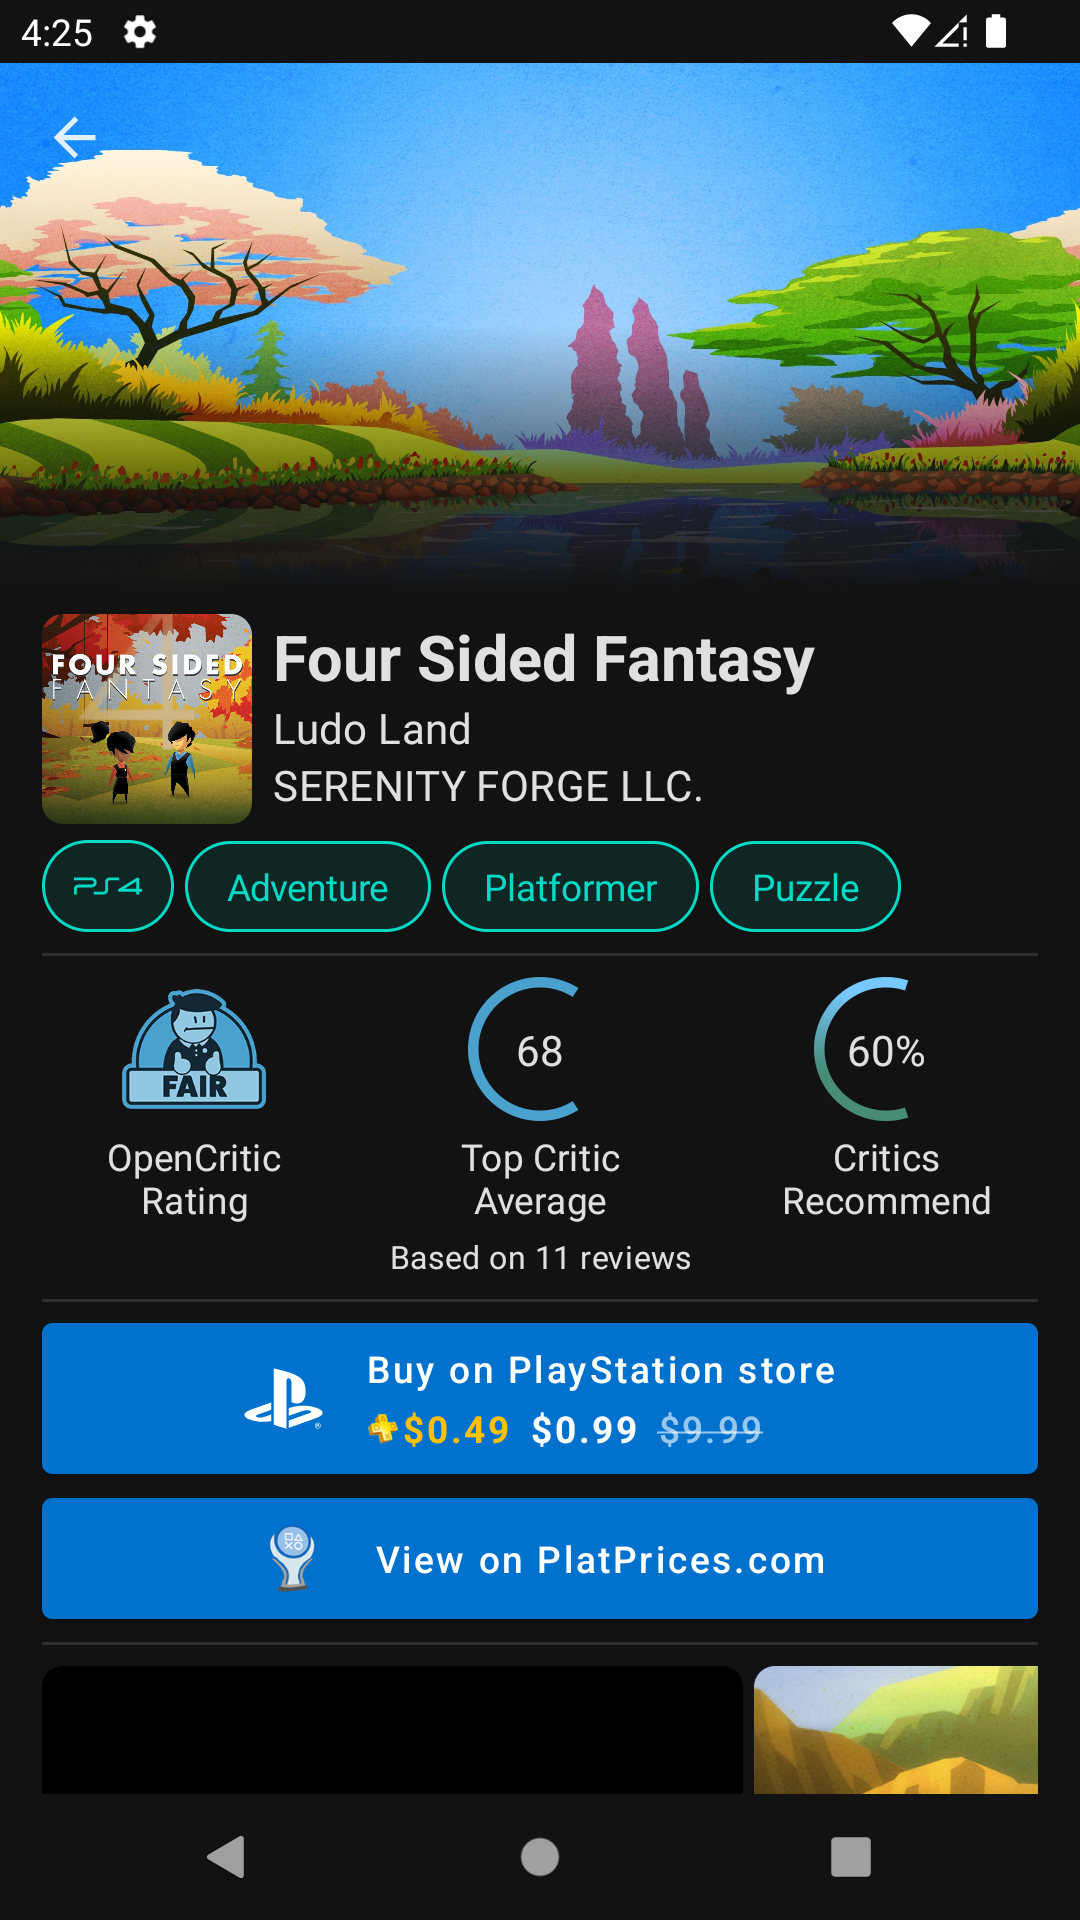 4:25
FOUR SIDED
FANTASY
Four Sided Fantasy
Ludo Land
SERENITY FORGE LLC.
PS4
Adventure
Platformer
Puzzle
FAIR
68
60%
OpenCritic
Rating
Top Critic
Average
Critics
Recommend
Based on 11 reviews
Buy on PlayStation store
$0.49 $0.99 $9.99
View on PlatPrices.com